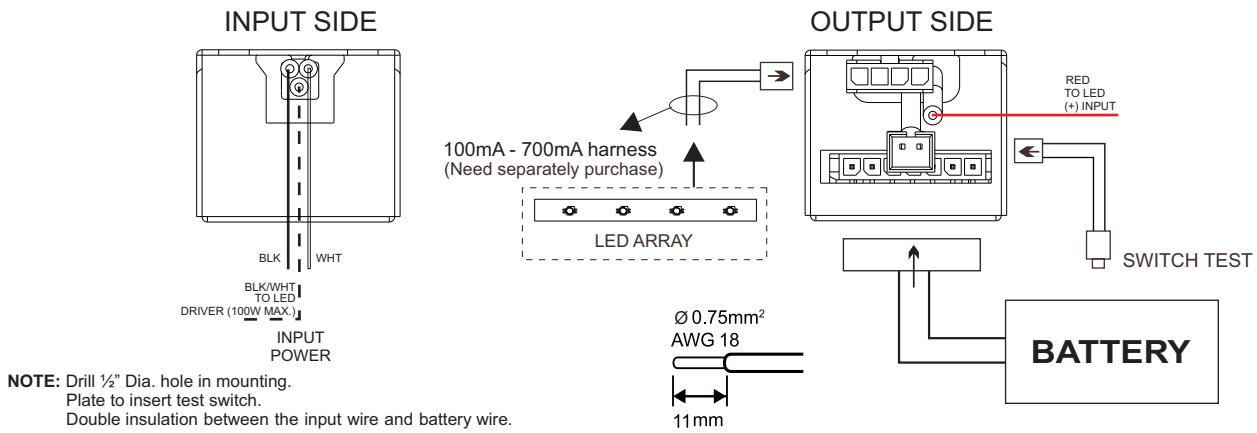 INPUT SIDE
BLK
WHT
BLK/WHT
TO LED
DRIVER (100W MAX.)
INPUT
POWER
NOTE: Drill ½” Dia. hole in mounting.
Plate to insert test switch.
Double insulation between the input wire and battery wire.
OUTPUT SIDE
100mA - 700mA harness
(Need separately purchase)
LED ARRAY
RED
TO LED
(+) INPUT
SWITCH TEST
BATTERY
Ø 0.75mm²
AWG 18
11mm